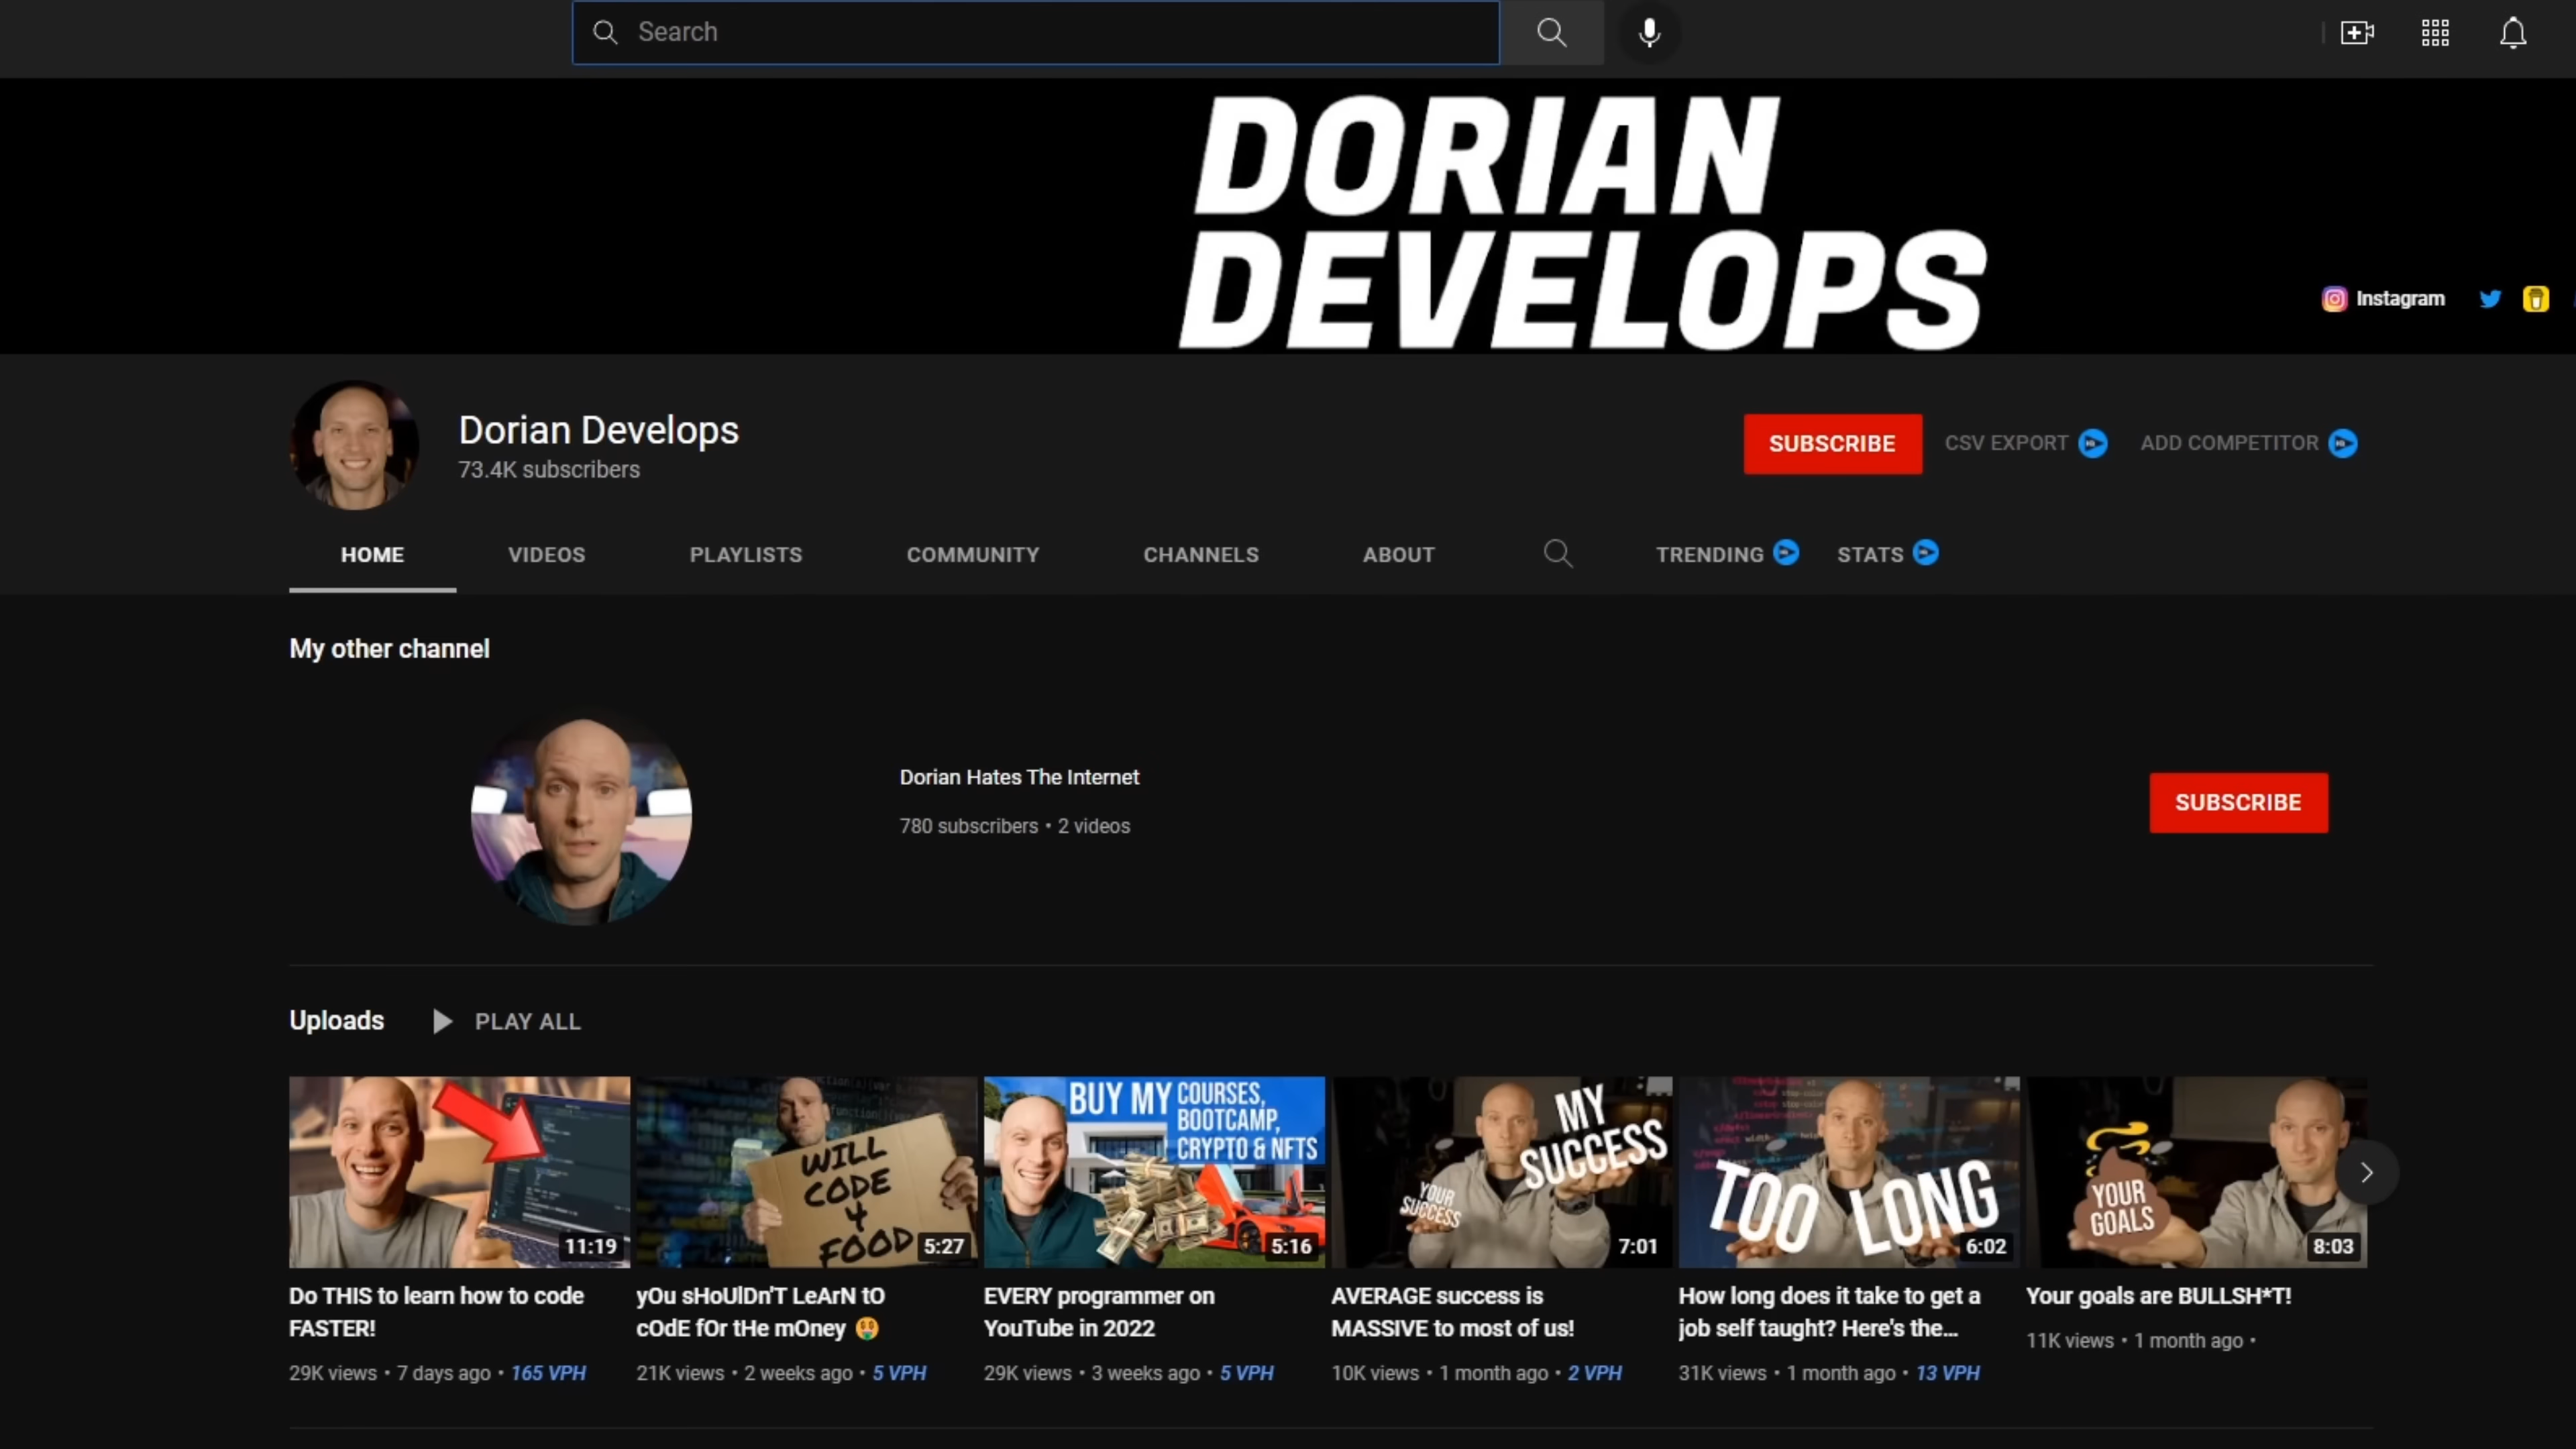 Search
DORIAN
DEVELOPS
Instagram
Dorian Develops
73.4K subscribers
SUBSCRIBE
CSV EXPORT
ADD COMPETITOR
HOME
VIDEOS
PLAYLISTS
COMMUNITY
CHANNELS
ABOUT
TRENDING
STATS
My other channel
Dorian Hates The Internet
780 subscribers • 2 videos
SUBSCRIBE
Uploads
PLAY ALL
WILL
CODE
4
FOOD
BUY MY COURSES,
BOOTCAMP,
CRYPTO & NFTS
YOUR
SUCCESS
MY
SUCCESS
TOO LONG
YOUR
GOALS
11:19
5:27
5:16
7:01
6:02
8:03
Do THIS to learn how to code
FASTER!
29K views • 7 days ago • 165 VPH
yOu sHoUlDn'T LeArN tO
cOdE fOr tHe mOney 🤑
21K views • 2 weeks ago • 5 VPH
EVERY programmer on
YouTube in 2022
29K views • 3 weeks ago • 5 VPH
AVERAGE success is
MASSIVE to most of us!
10K views • 1 month ago • 2 VPH
How long does it take to get a
job self taught? Here's the...
31K views • 1 month ago • 13 VPH
Your goals are BULLSH*T!
11K views • 1 month ago •